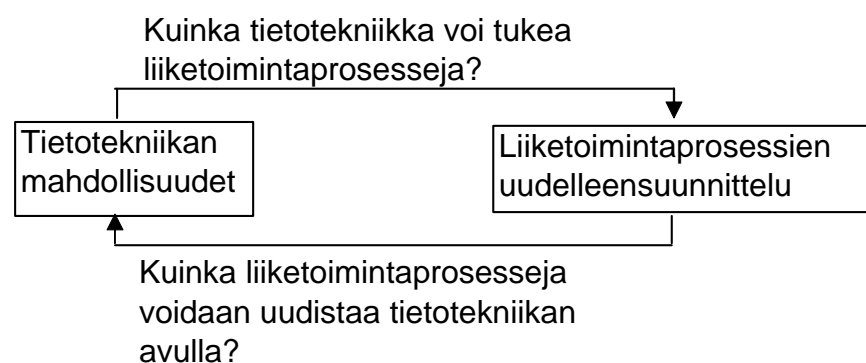 Kuinka tietotekniikka voi tukea
liiketoimintaprosesseja?
Tietotekniikan
mahdollisuudet
Liiketoimintaprosessien
uudelleensuunnittelu
Kuinka liiketoimintaprosesseja
voidaan uudistaa tietotekniikan
avulla?